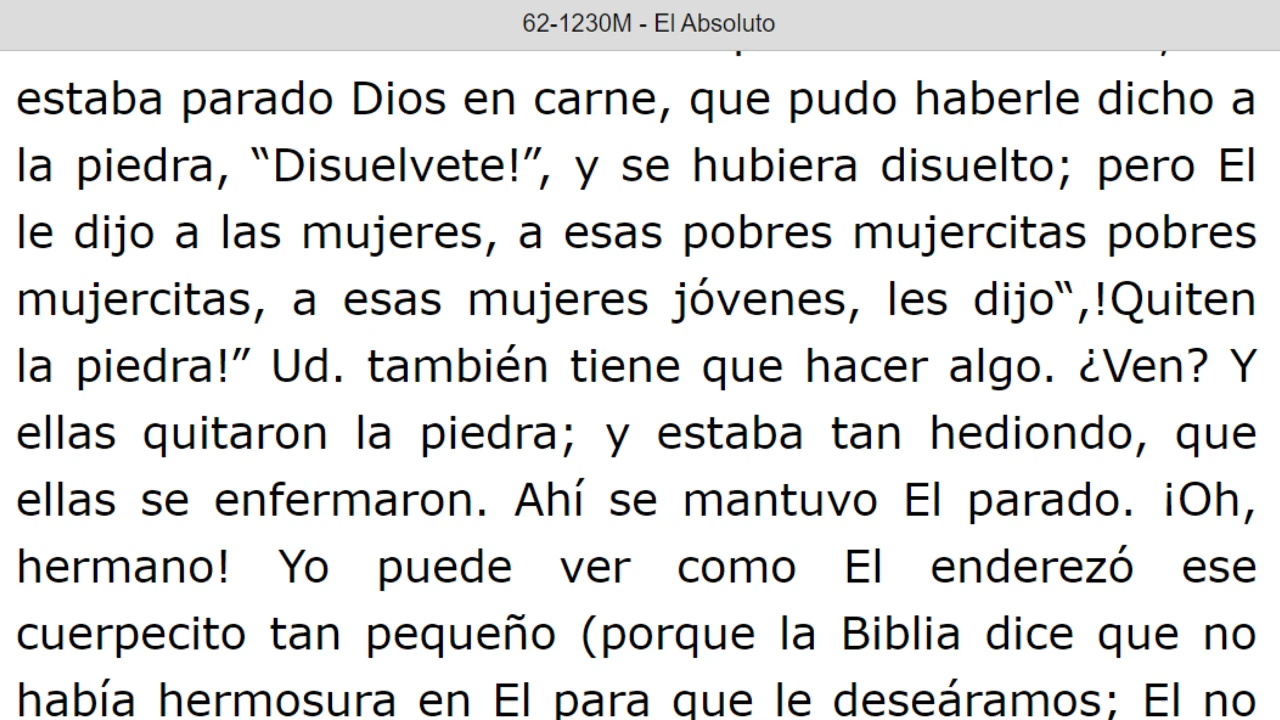 62-1230M - El Absoluto
estaba parado Dios en carne, que pudo haberle dicho a
la piedra, “Disuelvete!”, y se hubiera disuelto; pero El
le dijo a las mujeres, a esas pobres mujercitas pobres
mujercitas, a esas mujeres jóvenes, les dijo“,!Quiten
la piedra!” Ud. también tiene que hacer algo. ¿Ven? Y
ellas quitaron la piedra; y estaba tan hediondo, que
ellas se enfermaron. Ahí se mantuvo El parado. ¡Oh,
hermano! Yo puede ver como El enderezó ese
cuerpecito tan pequeño (porque la Biblia dice que no
había hermosura en El para que le deseáramos; El no